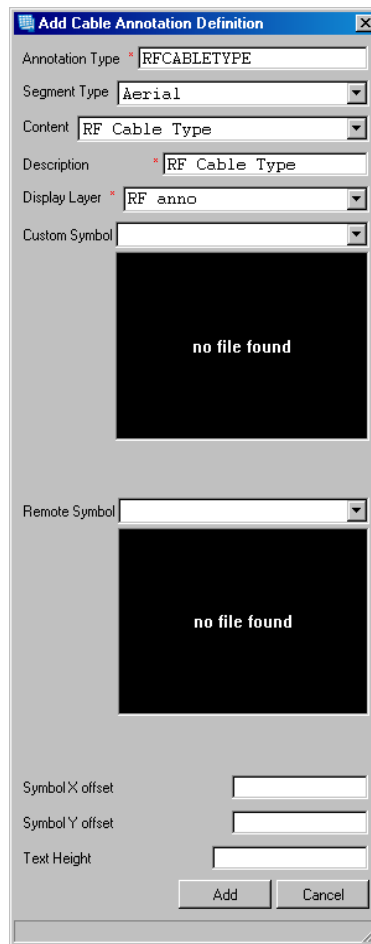 Add Cable Annotation Definition
Annotation Type * RFCABLETYPE
Segment Type Aerial
Content RF Cable Type
Description * RF Cable Type
Display Layer * RF anno
Custom Symbol
no file found
Remote Symbol
no file found
Symbol X offset
Symbol Y offset
Text Height
Add Cancel